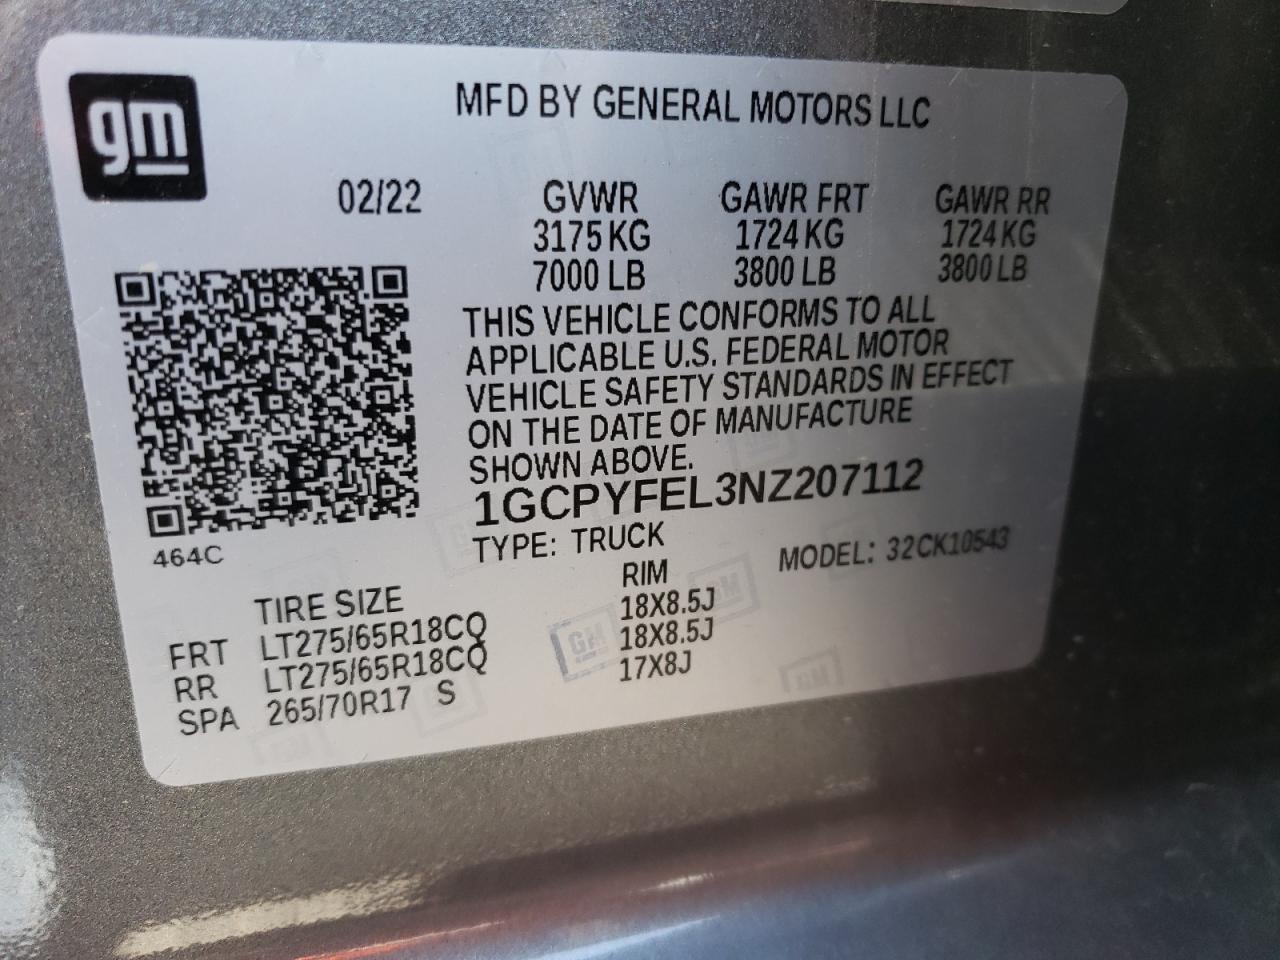 gm
MFD BY GENERAL MOTORS LLC
02/22 GVWR GAWR FRT GAWR RR
3175 KG 1724 KG 1724 KG
7000 LB 3800 LB 3800 LB
THIS VEHICLE CONFORMS TO ALL
APPLICABLE U.S. FEDERAL MOTOR
VEHICLE SAFETY STANDARDS IN EFFECT
ON THE DATE OF MANUFACTURE
SHOWN ABOVE.
1GCPYFEL3NZ207112
464C
TYPE: TRUCK MODEL: 32CK10543
TIRE SIZE RIM
FRT LT275/65R18CQ 18X8.5J
RR LT275/65R18CQ 18X8.5J
SPA 265/70R17 S 17X8J
GM
GM
GM